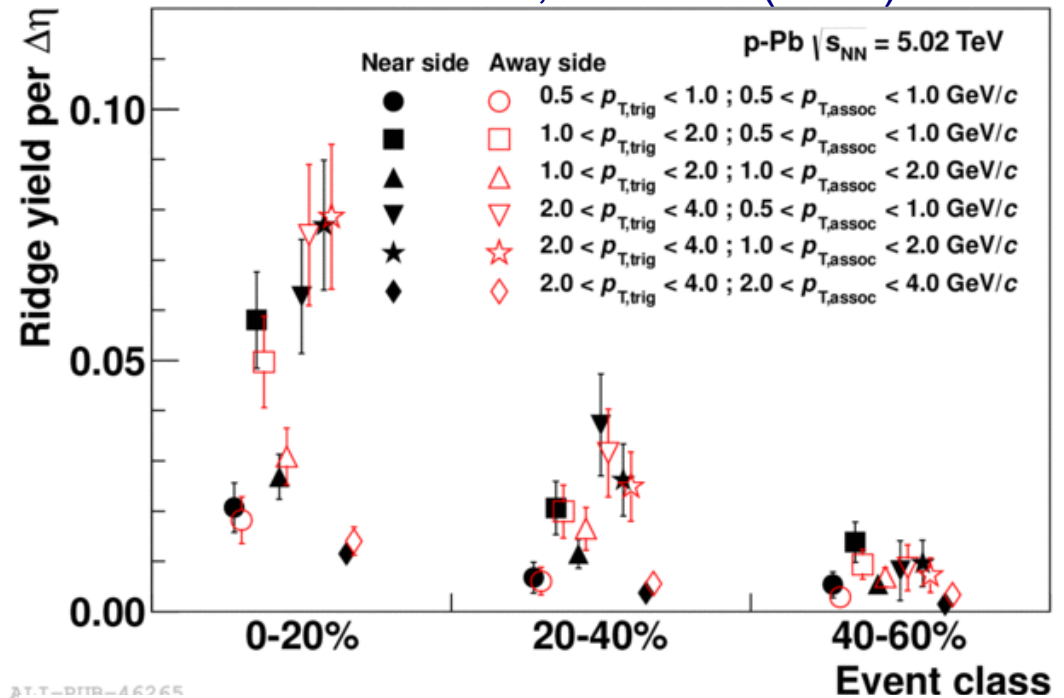 p-Pb √sNN = 5.02 TeV
Near side Away side
0.5 < pT,trig < 1.0 ; 0.5 < pT,assoc < 1.0 GeV/c
1.0 < pT,trig < 2.0 ; 0.5 < pT,assoc < 1.0 GeV/c
1.0 < pT,trig < 2.0 ; 1.0 < pT,assoc < 2.0 GeV/c
2.0 < pT,trig < 4.0 ; 0.5 < pT,assoc < 1.0 GeV/c
2.0 < pT,trig < 4.0 ; 1.0 < pT,assoc < 2.0 GeV/c
2.0 < pT,trig < 4.0 ; 2.0 < pT,assoc < 4.0 GeV/c
Ridge yield per Δη
0.10
0.05
0.00
0-20% 20-40% 40-60%
Event class
ALI-PUB-46265